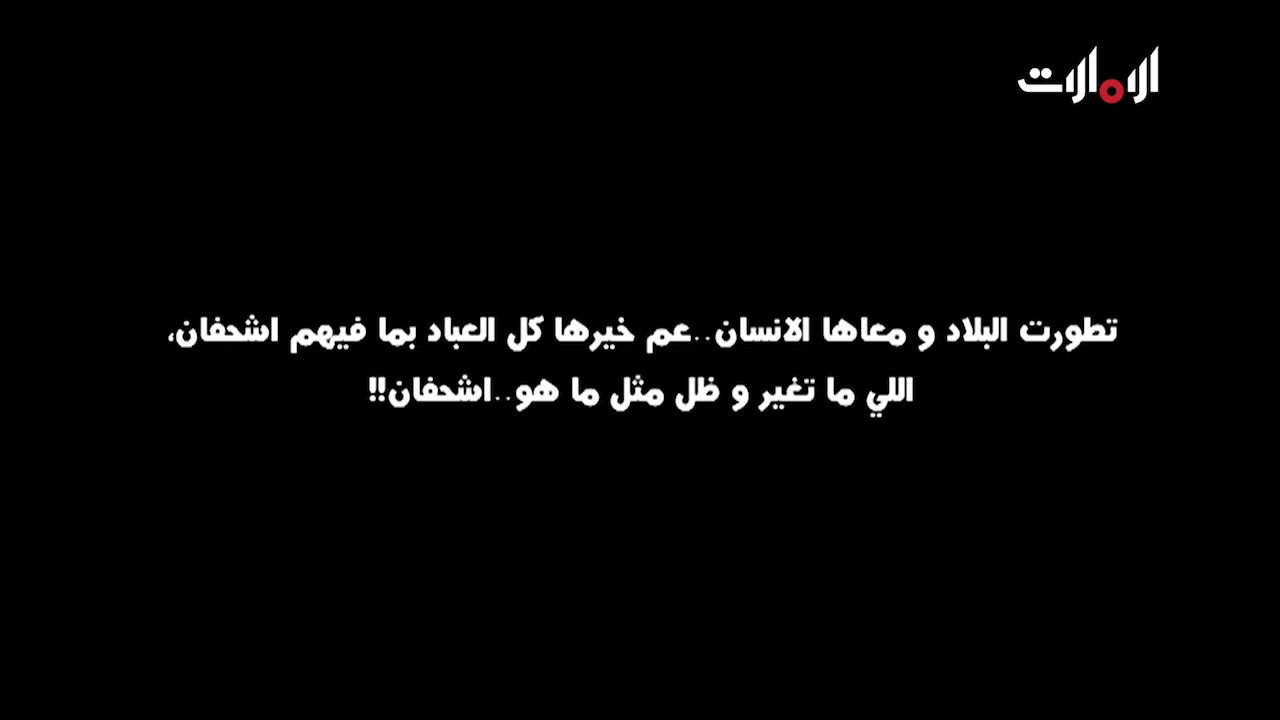 الامارات
تطورت البلاد و معاها الانسان..عم خيرها كل العباد بما فيهم اشحفان،
اللي ما تغير و ظل مثل ما هو..اشحفان!!